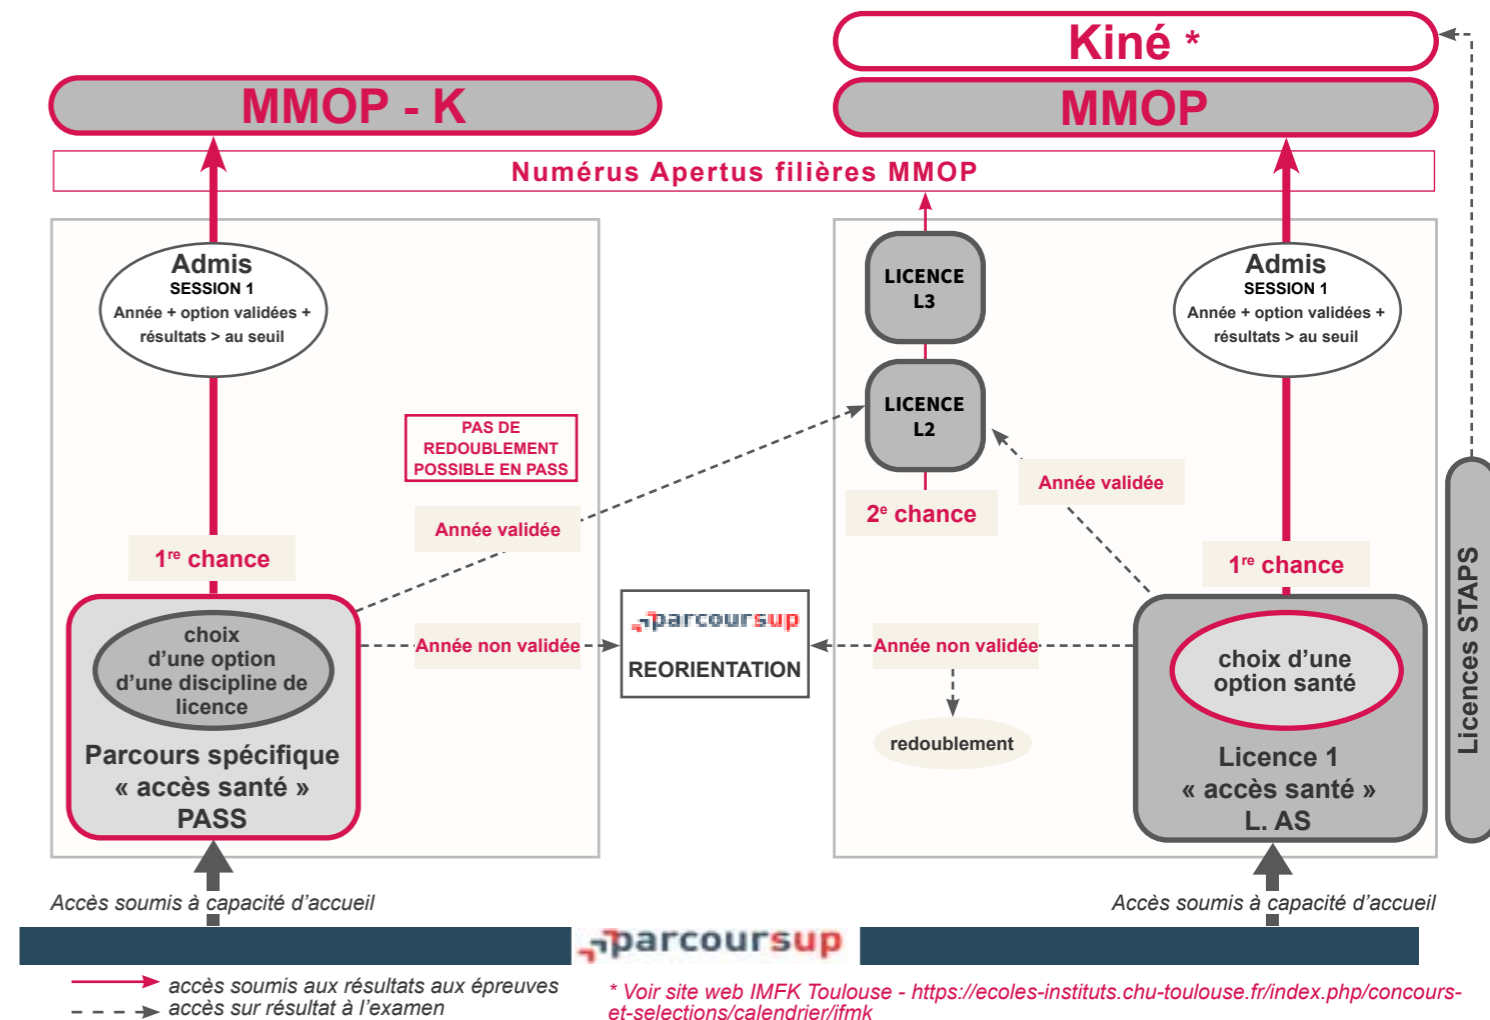 Kiné *
MMOP - K
MMOP
Numérus Apertus filières MMOP
Admis
SESSION 1
Année + option validées +
résultats > au seuil
LICENCE
L3
Admis
SESSION 1
Année + option validées +
résultats > au seuil
LICENCE
L2
PAS DE
REDOUBLEMENT
POSSIBLE EN PASS
Année validée
2e chance
Année validée
1re chance
1re chance
choix
d'une option
d'une discipline de
licence
Parcours spécifique
« accès santé »
PASS
Année non validée
parcoursup
REORIENTATION
Année non validée
redoublement
choix d'une
option santé
Licence 1
« accès santé »
L. AS
Licences STAPS
Accès soumis à capacité d'accueil
Accès soumis à capacité d'accueil
parcoursup
accès soumis aux résultats aux épreuves
accès sur résultat à l'examen
* Voir site web IMFK Toulouse - https://ecoles-instituts.chu-toulouse.fr/index.php/concours-
et-selections/calendrier/ifmk